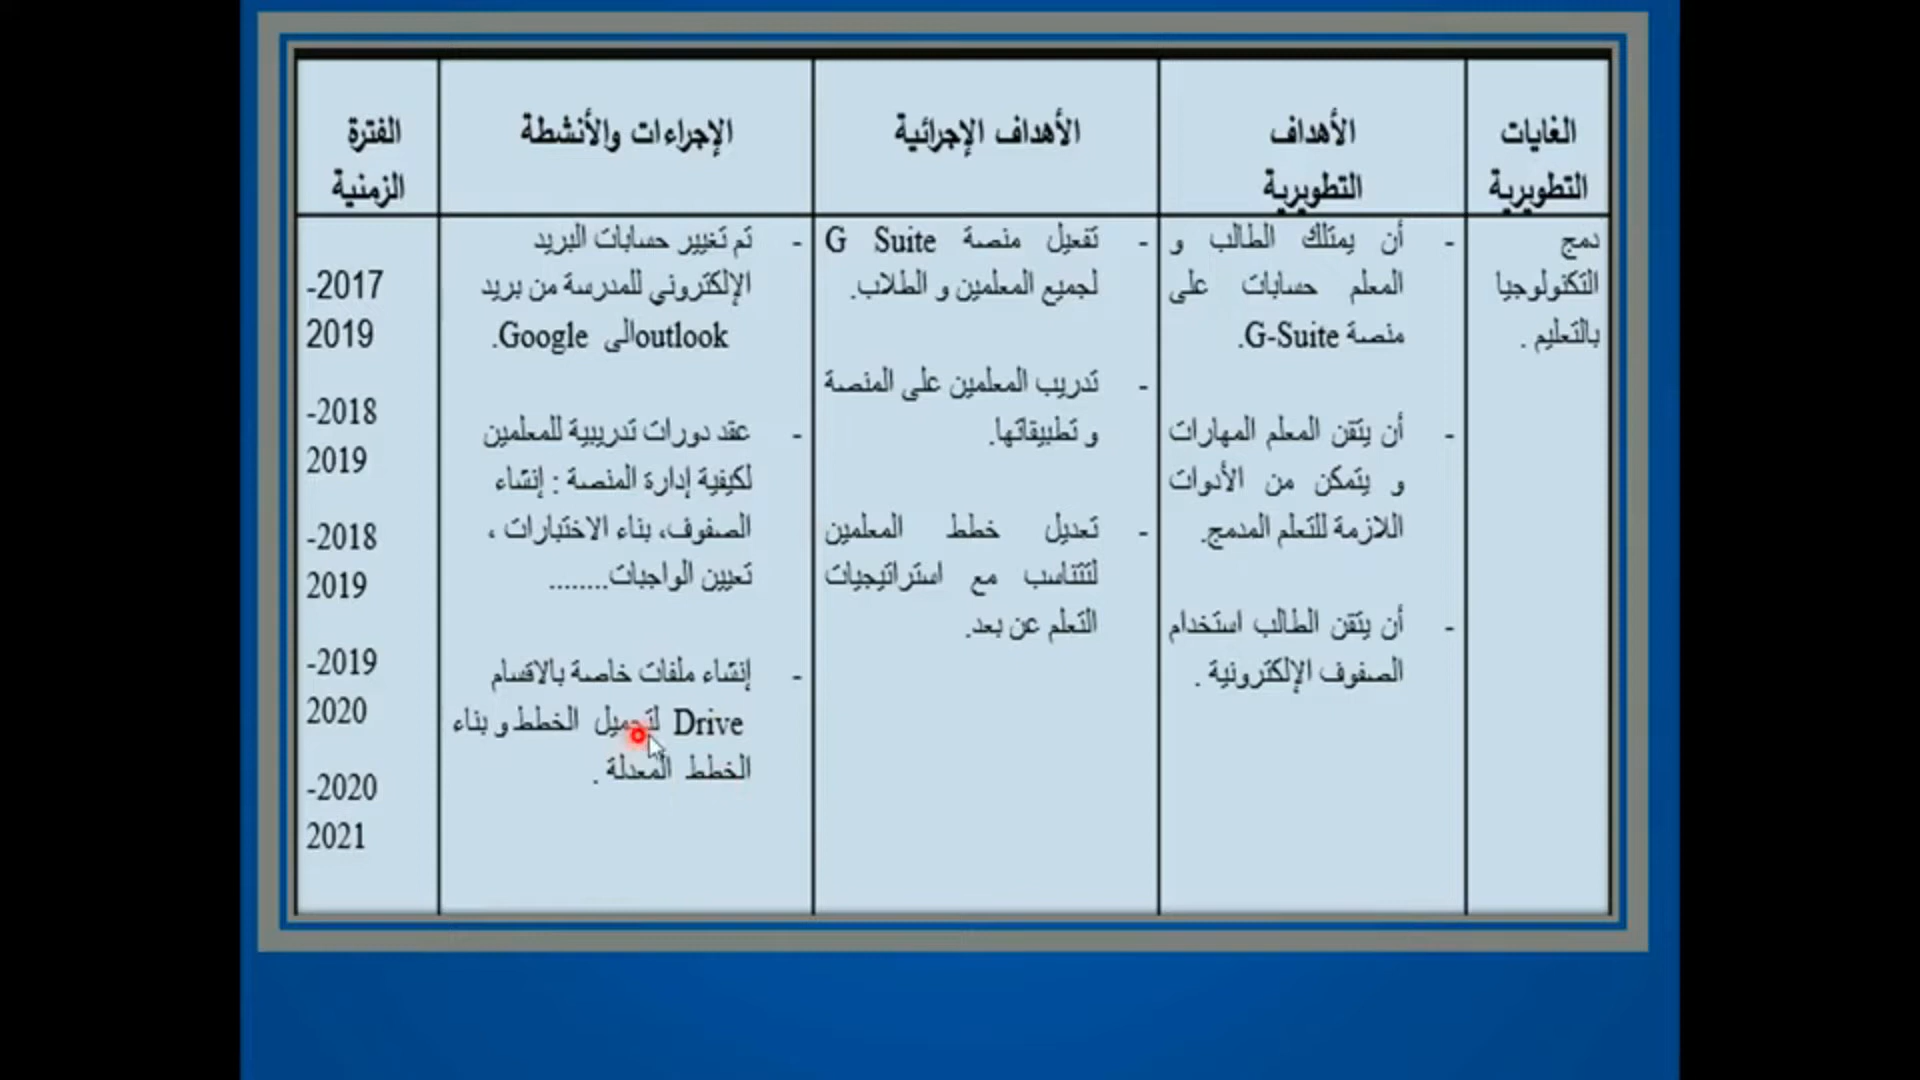 الغايات
التطويرية
الأهداف
التطويرية
الأهداف الإجرائية
الإجراءات والأنشطة
الفترة
الزمنية
دمج
التكنولوجيا
بالتعليم .
- أن يمتلك الطالب و
المعلم حسابات على
منصة G-Suite.
- أن يتقن المعلم المهارات
و يتمكن من الأدوات
اللازمة للتعلم المدمج.
- أن يتقن الطالب استخدام
الصفوف الإلكترونية .
- تفعيل منصة G Suite
لجميع المعلمين و الطلاب.
- تدريب المعلمين على المنصة
و تطبيقاتها.
- تعديل خطط المعلمين
لتتناسب مع استراتيجيات
التعلم عن بعد.
- تم تغيير حسابات البريد
الإلكتروني للمدرسة من بريد
outlookالى Google.
- عقد دورات تدريبية للمعلمين
لكيفية إدارة المنصة : إنشاء
الصفوف، بناء الاختبارات ،
تعيين الواجبات........
- إنشاء ملفات خاصة بالاقسام
Drive لتحميل الخطط و بناء
الخطط المعدلة .
-2017
2019
-2018
2019
-2018
2019
-2019
2020
-2020
2021